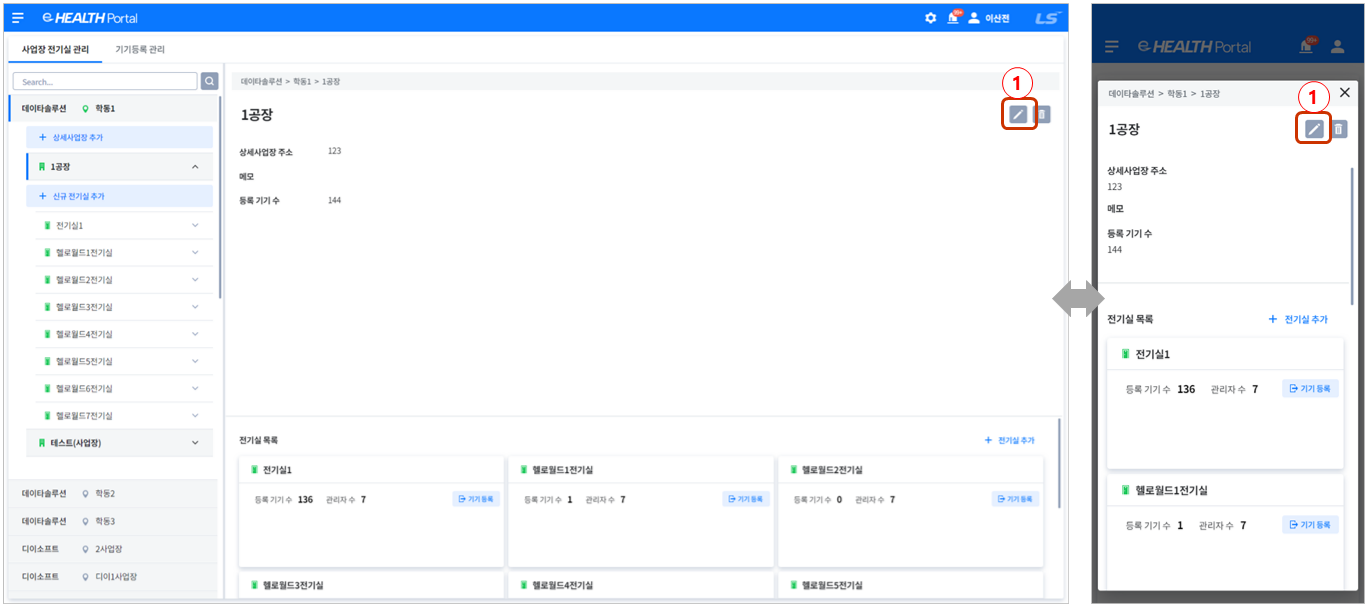 HEALTH Portal
99+
이산전
LS
사업장 전기실 관리 기기등록 관리
Search...
데이타솔루션 학동1
+ 상세사업장 추가
1공장
+ 신규 전기실 추가
전기실1
헬로월드1전기실
헬로월드2전기실
헬로월드3전기실
헬로월드4전기실
헬로월드5전기실
헬로월드6전기실
헬로월드7전기실
테스트(사업장)
데이타솔루션 학동2
데이타솔루션 학동3
디이소프트 2사업장
디이소프트 디이1사업장
데이타솔루션 > 학동1 > 1공장
1
1공장
상세사업장 주소 123
메모
등록 기기 수 144
전기실 목록
+ 전기실 추가
전기실1
등록 기기 수 136 관리자 수 7
기기 등록
헬로월드1전기실
등록 기기 수 1 관리자 수 7
기기 등록
헬로월드2전기실
등록 기기 수 0 관리자 수 7
기기 등록
헬로월드3전기실
헬로월드4전기실
헬로월드5전기실
HEALTH Portal
99+
데이타솔루션 > 학동1 > 1공장
1
1공장
상세사업장 주소
123
메모
등록 기기 수
144
전기실 목록
+ 전기실 추가
전기실1
등록 기기 수 136 관리자 수 7
기기 등록
헬로월드1전기실
등록 기기 수 1 관리자 수 7
기기 등록